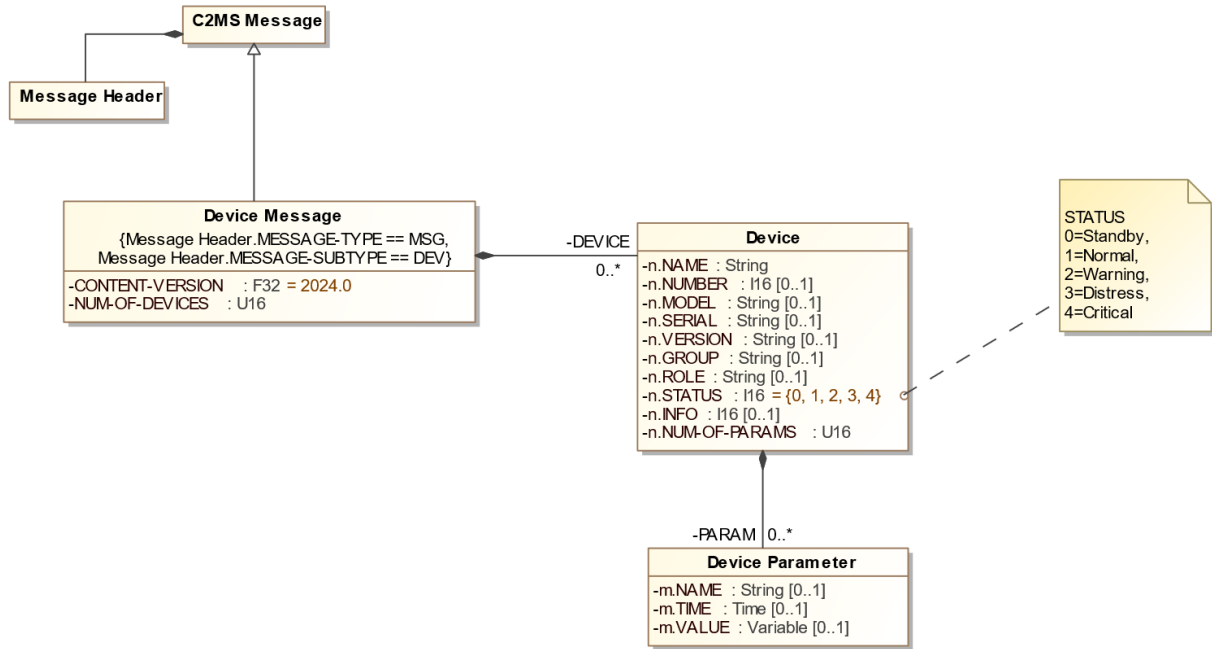 C2MS Message
Message Header
Device Message
{Message Header.MESSAGE-TYPE == MSG,
Message Header.MESSAGE-SUBTYPE == DEV}
-CONTENT-VERSION : F32 = 2024.0
-NUM-OF-DEVICES : U16
-DEVICE
0..*
Device
-n.NAME : String
-n.NUMBER : I16 [0..1]
-n.MODEL : String [0..1]
-n.SERIAL : String [0..1]
-n.VERSION : String [0..1]
-n.GROUP : String [0..1]
-n.ROLE : String [0..1]
-n.STATUS : I16 = {0, 1, 2, 3, 4}
-n.INFO : I16 [0..1]
-n.NUM-OF-PARAMS : U16
STATUS
0=Standby,
1=Normal,
2=Warning,
3=Distress,
4=Critical
-PARAM 0..*
Device Parameter
-m.NAME : String [0..1]
-m.TIME : Time [0..1]
-m.VALUE : Variable [0..1]